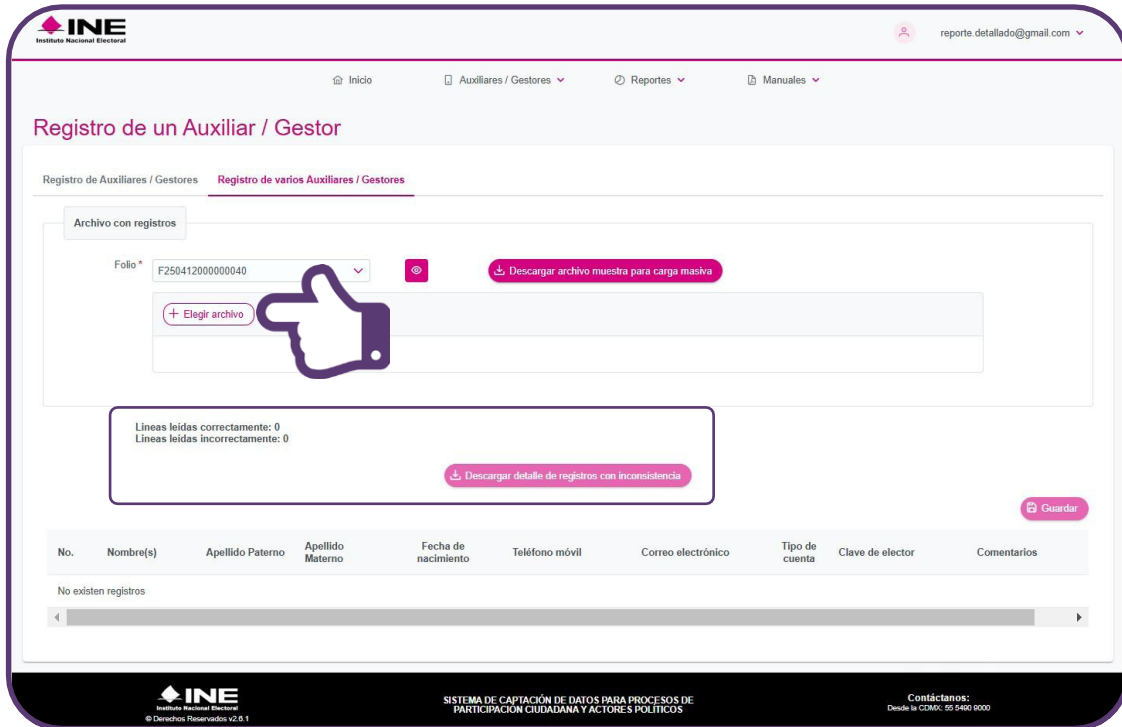 INE
Instituto Nacional Electoral
reporte.detallado@gmail.com
Inicio
Auxiliares / Gestores
Reportes
Manuales
Registro de un Auxiliar / Gestor
Registro de Auxiliares / Gestores
Registro de varios Auxiliares / Gestores
Archivo con registros
Folio *
F250412000000040
Descargar archivo muestra para carga masiva
+ Elegir archivo
Lineas leídas correctamente: 0
Lineas leídas incorrectamente: 0
Descargar detalle de registros con inconsistencia
Guardar
No.
Nombre(s)
Apellido Paterno
Apellido
Materno
Fecha de
nacimiento
Teléfono móvil
Correo electrónico
Tipo de
cuenta
Clave de elector
Comentarios
No existen registros
INE
Instituto Nacional Electoral
© Derechos Reservados v2.6.1
SISTEMA DE CAPTACIÓN DE DATOS PARA PROCESOS DE
PARTICIPACIÓN CIUDADANA Y ACTORES POLÍTICOS
Contáctanos:
Desde la CDMX: 55 5490 9000